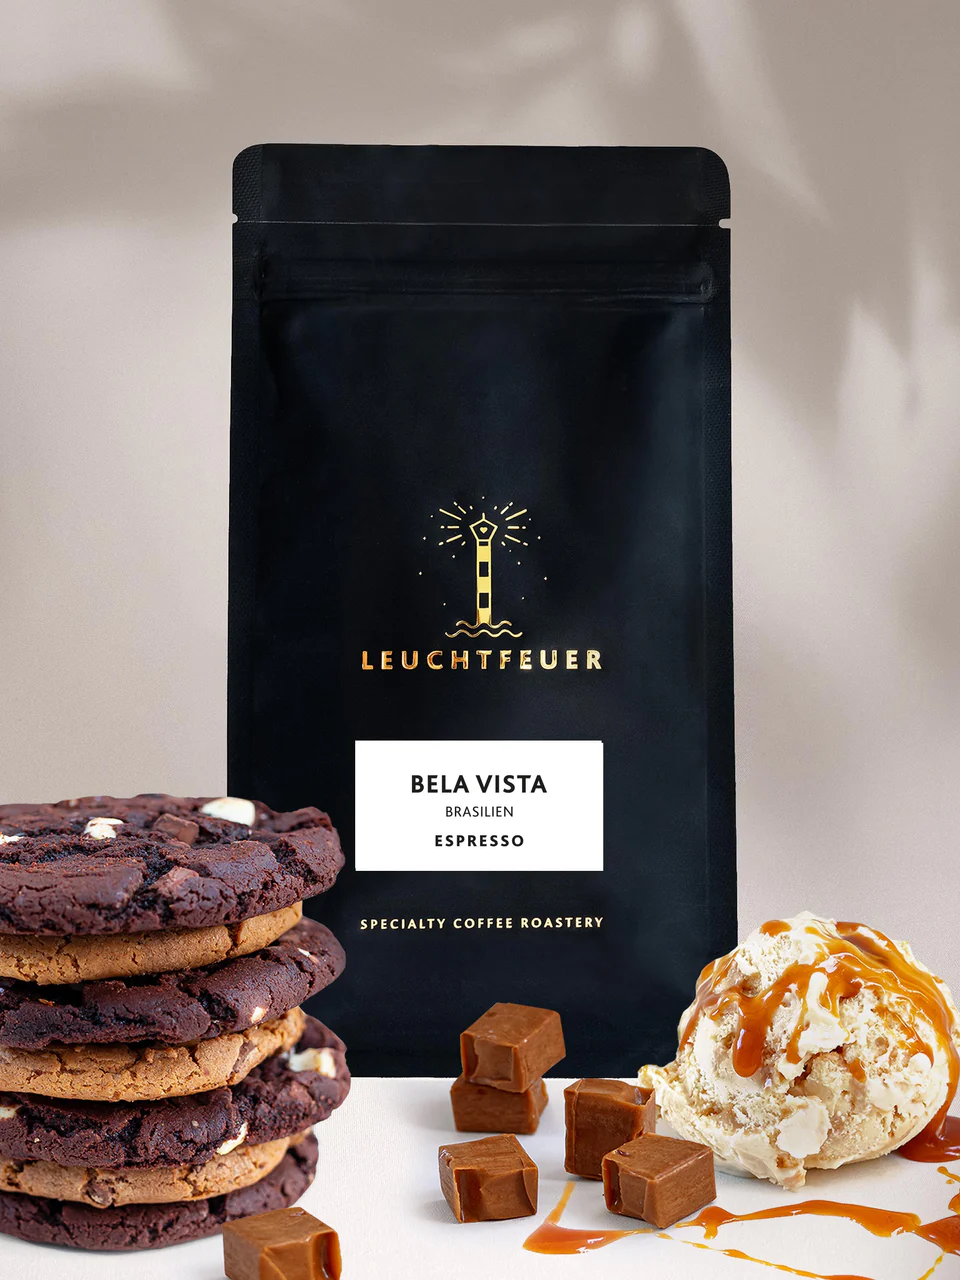 LEUCHTFEUER
BELA VISTA
BRASILIEN
ESPRESSO
SPECIALTY COFFEE ROASTERY